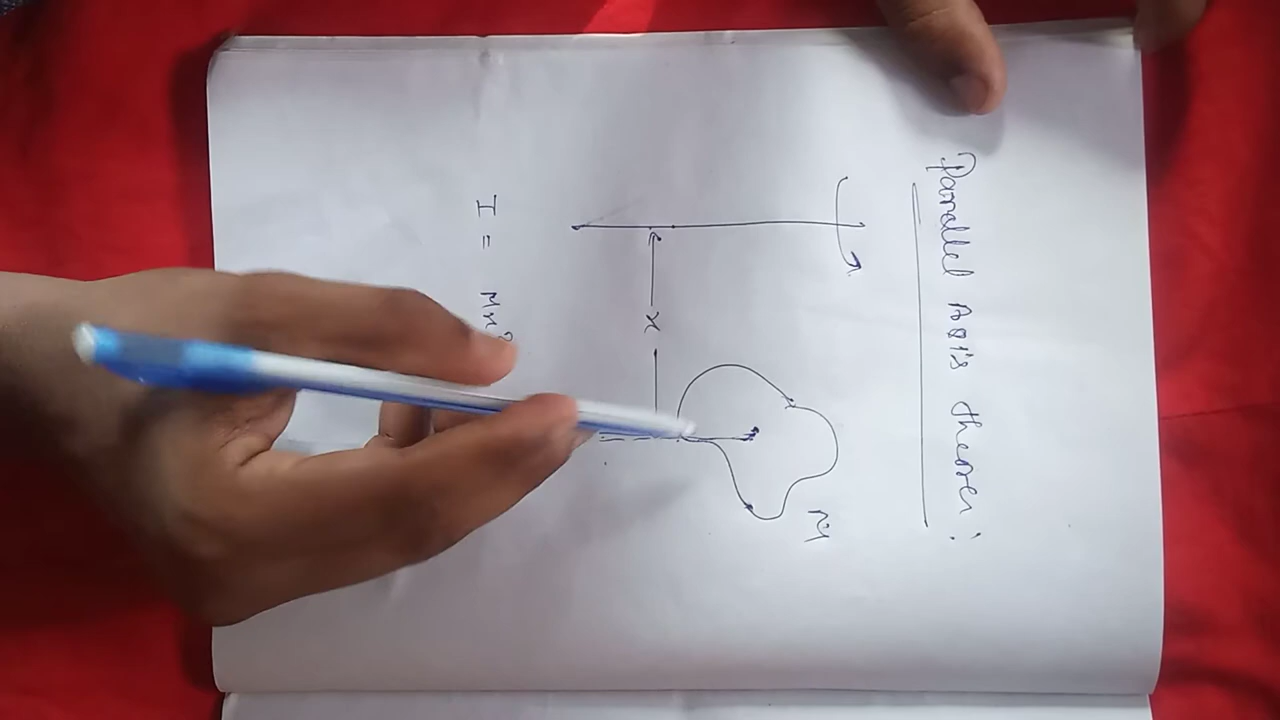 Parallel Axis theorem:
M
x
I = Mx²